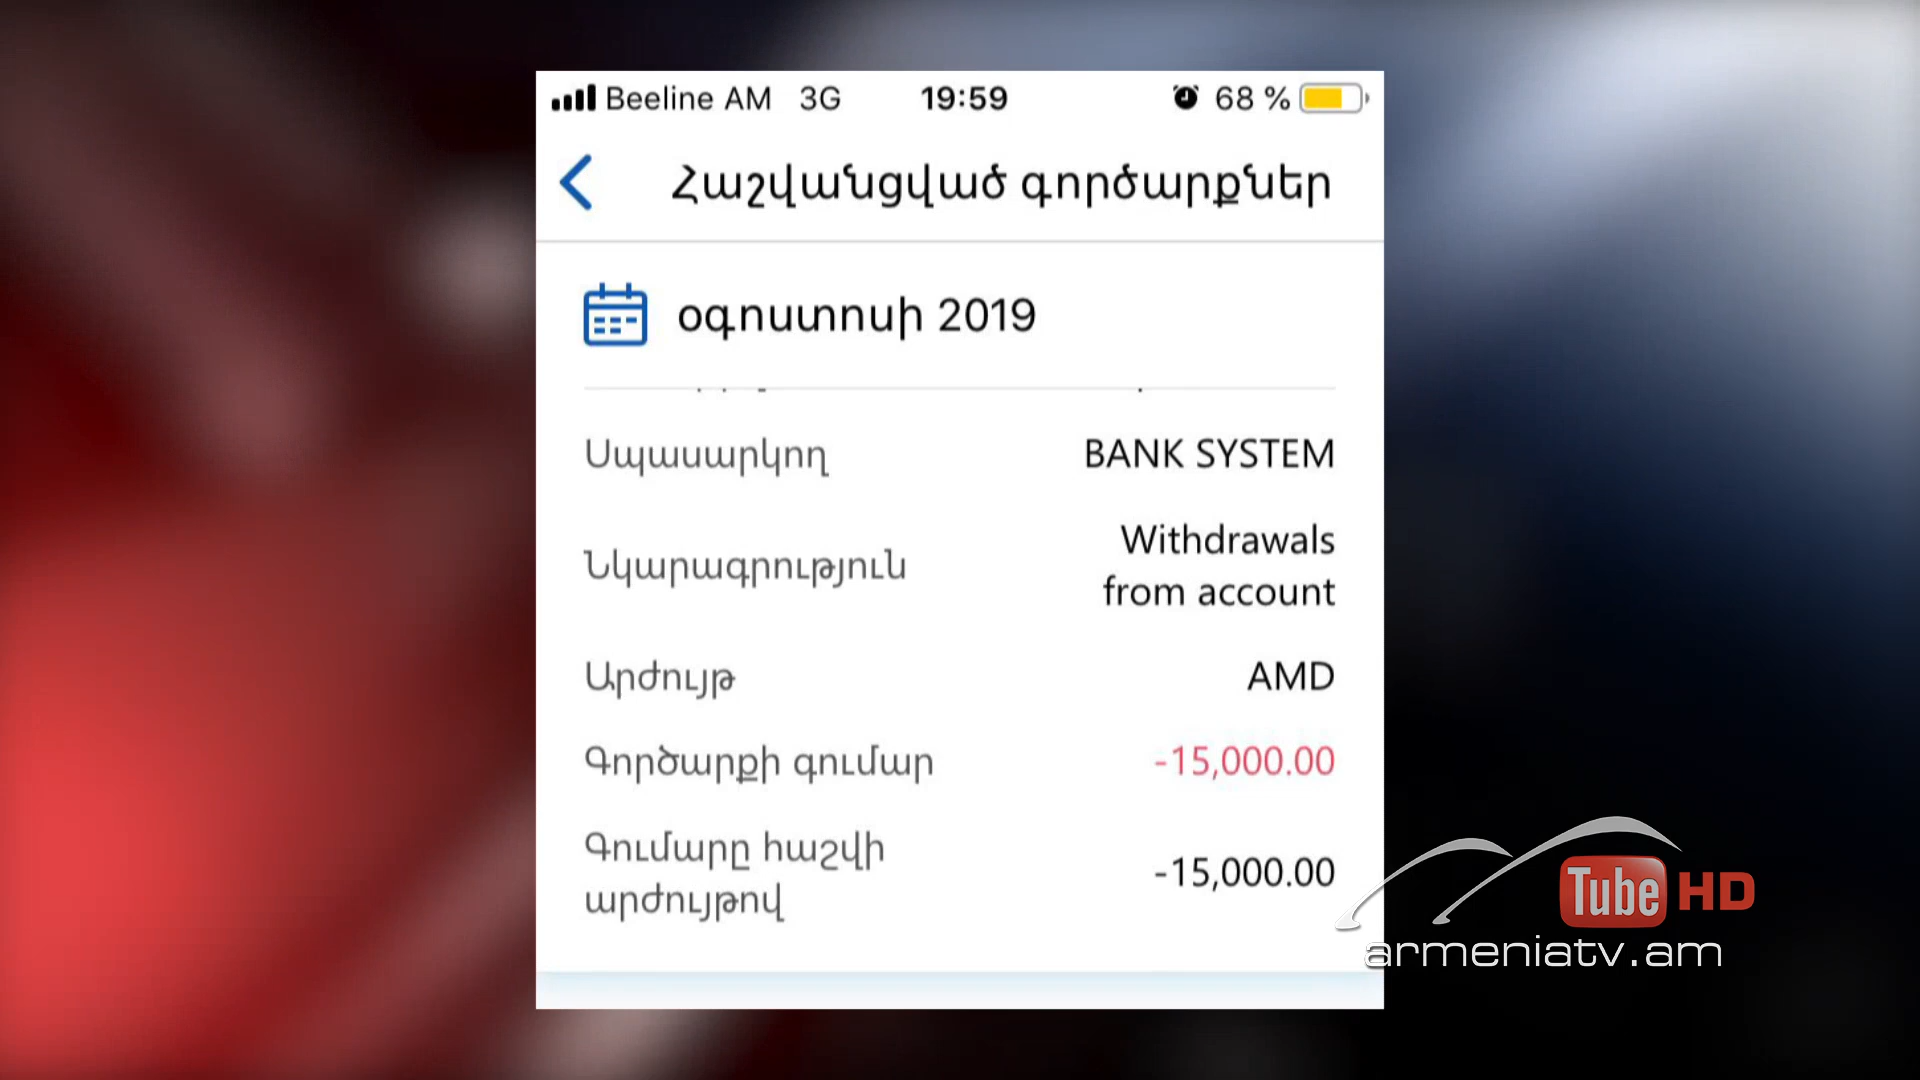 Beeline AM 3G 19:59 68 %
Հաշվանցված գործարքներ
օգոստոսի 2019
Սպասարկող BANK SYSTEM
Նկարագրություն Withdrawals
from account
Արժույթ AMD
Գործարքի գումար -15,000.00
Գումարը հաշվի
արժույթով -15,000.00
Tube HD
armeniatv.am